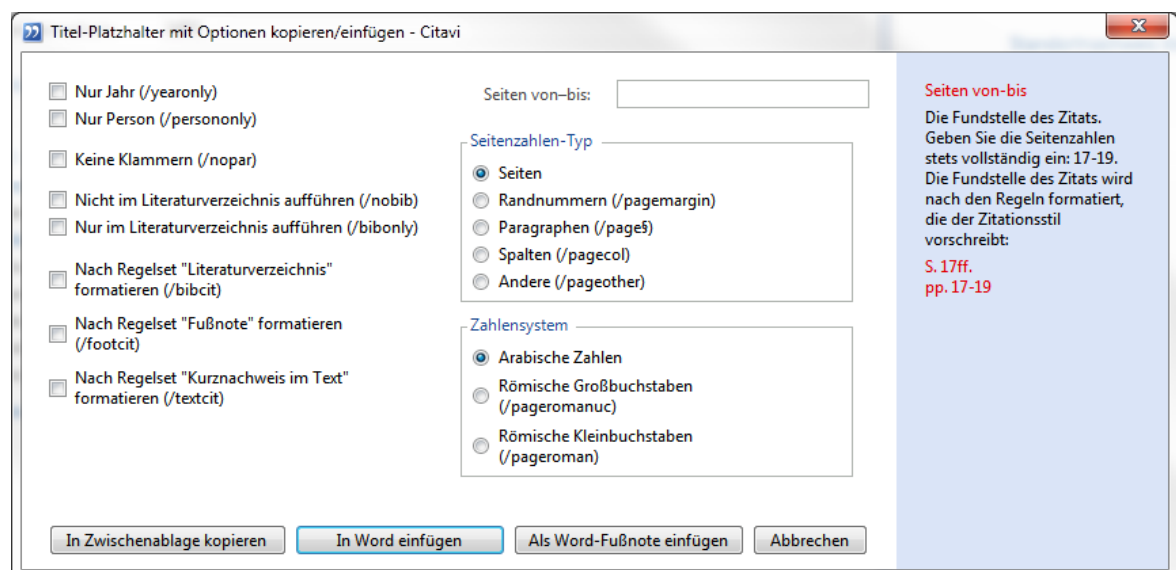 Titel-Platzhalter mit Optionen kopieren/einfügen - Citavi
Nur Jahr (/yearonly)
Nur Person (/persononly)
Keine Klammern (/nopar)
Nicht im Literaturverzeichnis aufführen (/nobib)
Nur im Literaturverzeichnis aufführen (/bibonly)
Nach Regelset "Literaturverzeichnis"
formatieren (/bibcit)
Nach Regelset "Fußnote" formatieren
(/footcit)
Nach Regelset "Kurznachweis im Text"
formatieren (/textcit)
Seiten von–bis:
Seitenzahlen-Typ
Seiten
Randnummern (/pagemargin)
Paragraphen (/page§)
Spalten (/pagecol)
Andere (/pageother)
Zahlensystem
Arabische Zahlen
Römische Großbuchstaben
(/pageromanuc)
Römische Kleinbuchstaben
(/pageroman)
Seiten von-bis
Die Fundstelle des Zitats.
Geben Sie die Seitenzahlen
stets vollständig ein: 17-19.
Die Fundstelle des Zitats wird
nach den Regeln formatiert,
die der Zitationsstil
vorschreibt:
S. 17ff.
pp. 17-19
In Zwischenablage kopieren
In Word einfügen
Als Word-Fußnote einfügen
Abbrechen